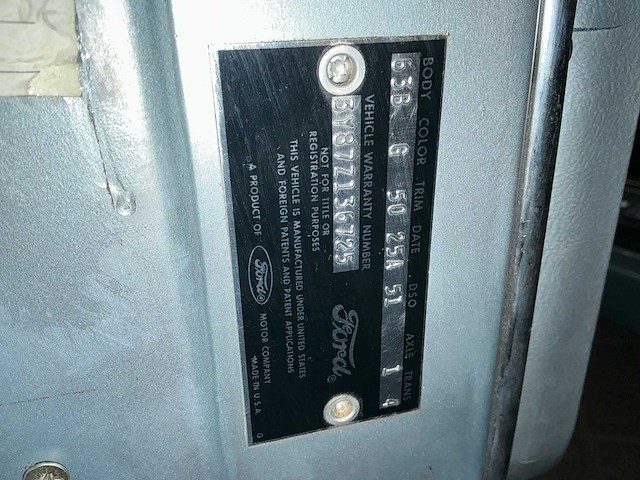 BODY COLOR TRIM DATE DSO AXLE TRANS
63B G 50 25A 51 1 4
VEHICLE WARRANTY NUMBER
3Y87Z136725
Ford
NOT FOR TITLE OR
REGISTRATION PURPOSES
THIS VEHICLE IS MANUFACTURED UNDER UNITED STATES
AND FOREIGN PATENTS AND PATENT APPLICATIONS
A PRODUCT OF Ford MOTOR COMPANY
MADE IN U.S.A.
G